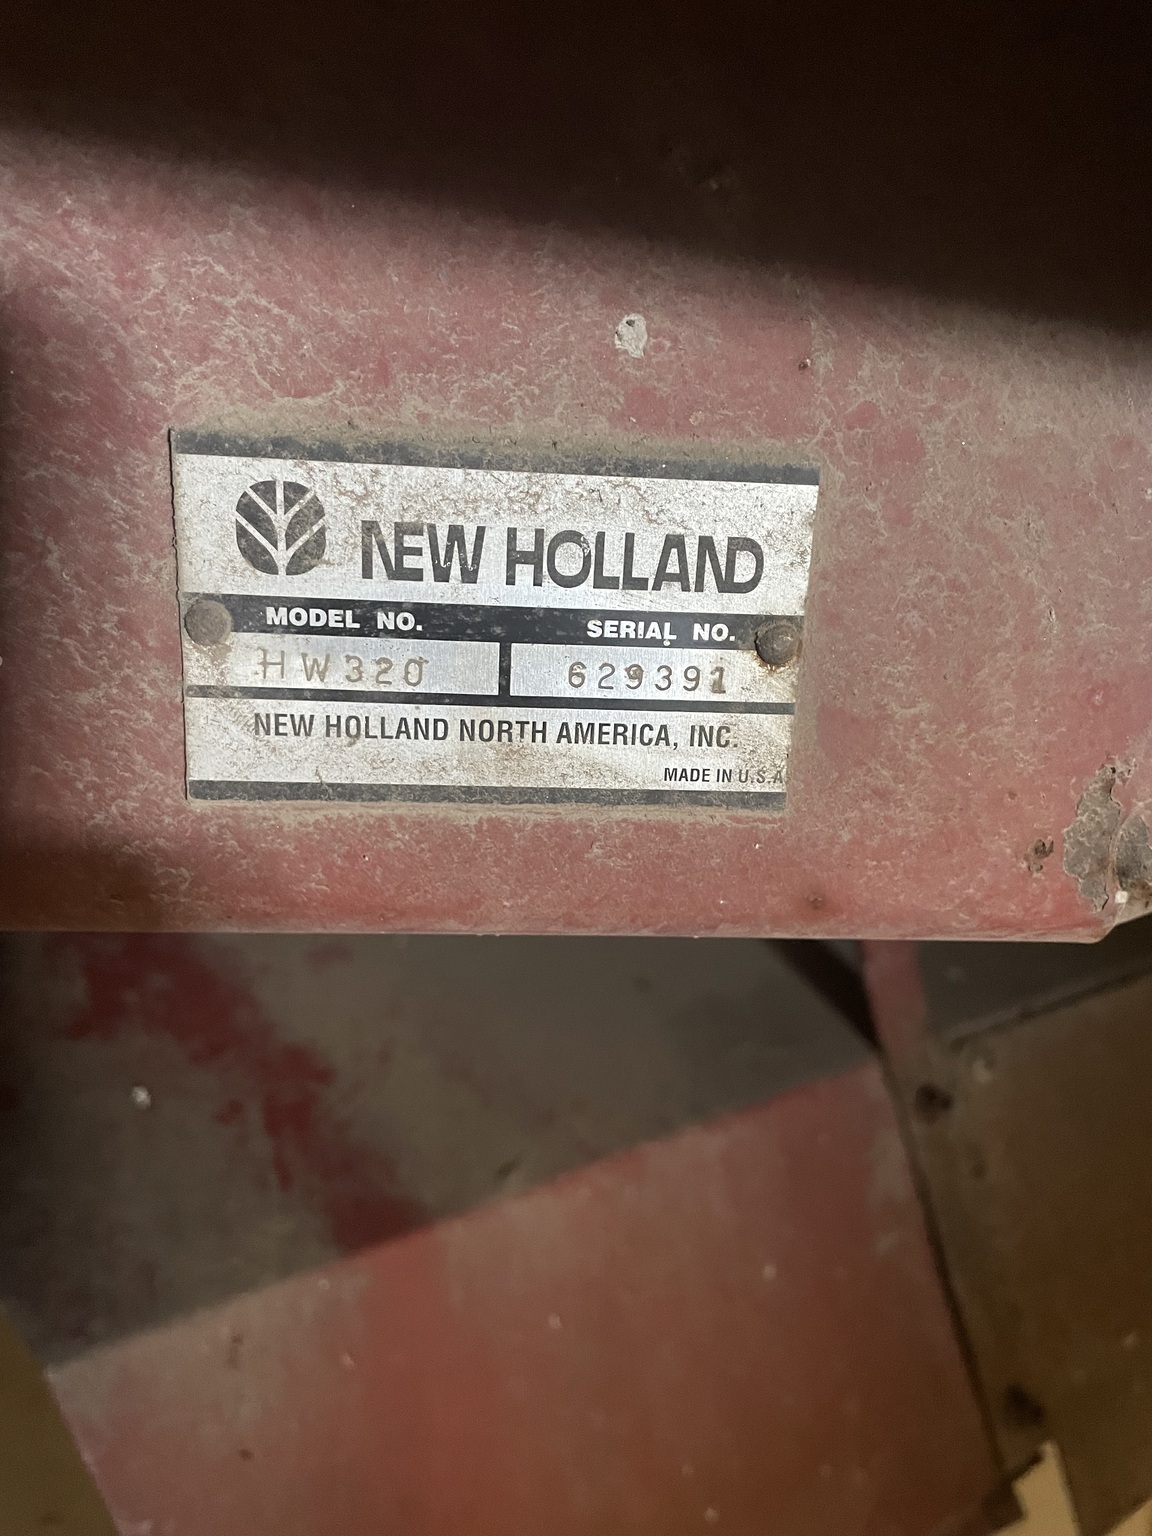 NEW HOLLAND
MODEL NO. SERIAL NO.
HW320 629391
NEW HOLLAND NORTH AMERICA, INC.
MADE IN U.S.A